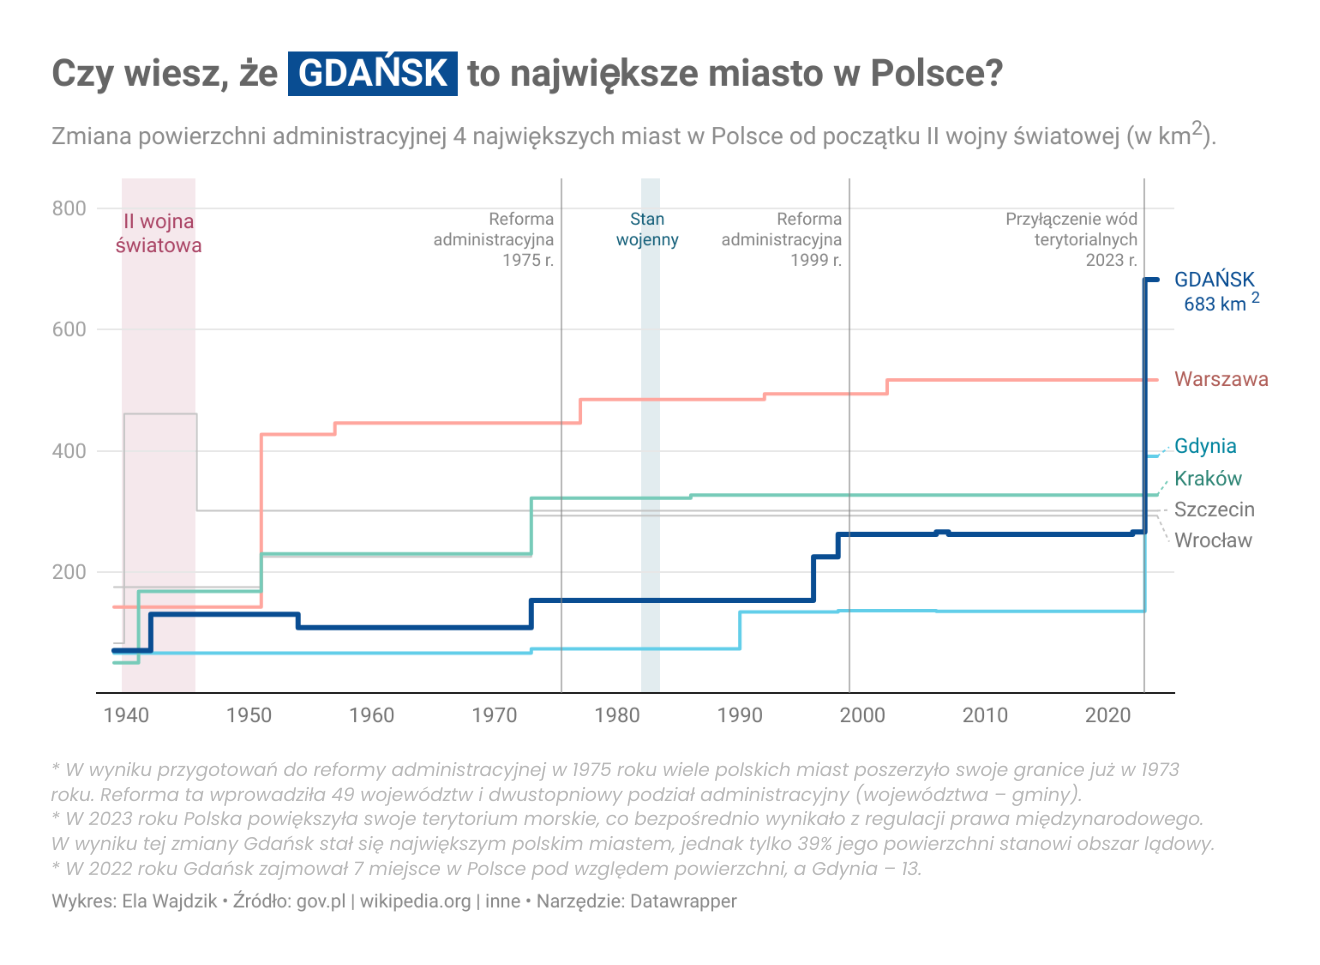 Czy wiesz, że GDAŃSK to największe miasto w Polsce?
Zmiana powierzchni administracyjnej 4 największych miast w Polsce od początku II wojny światowej (w km2).
800
600
400
200
II wojna
światowa
Reforma
administracyjna
1975 r.
Stan
wojenny
Reforma
administracyjna
1999 r.
Przyłączenie wód
terytorialnych
2023 r.
GDAŃSK
683 km 2
Warszawa
Gdynia
Kraków
Szczecin
Wrocław
1940 1950 1960 1970 1980 1990 2000 2010 2020
* W wyniku przygotowań do reformy administracyjnej w 1975 roku wiele polskich miast poszerzyło swoje granice już w 1973
roku. Reforma ta wprowadziła 49 województw i dwustopniowy podział administracyjny (województwa – gminy).
* W 2023 roku Polska powiększyła swoje terytorium morskie, co bezpośrednio wynikało z regulacji prawa międzynarodowego.
W wyniku tej zmiany Gdańsk stał się największym polskim miastem, jednak tylko 39% jego powierzchni stanowi obszar lądowy.
* W 2022 roku Gdańsk zajmował 7 miejsce w Polsce pod względem powierzchni, a Gdynia – 13.
Wykres: Ela Wajdzik • Źródło: gov.pl | wikipedia.org | inne • Narzędzie: Datawrapper